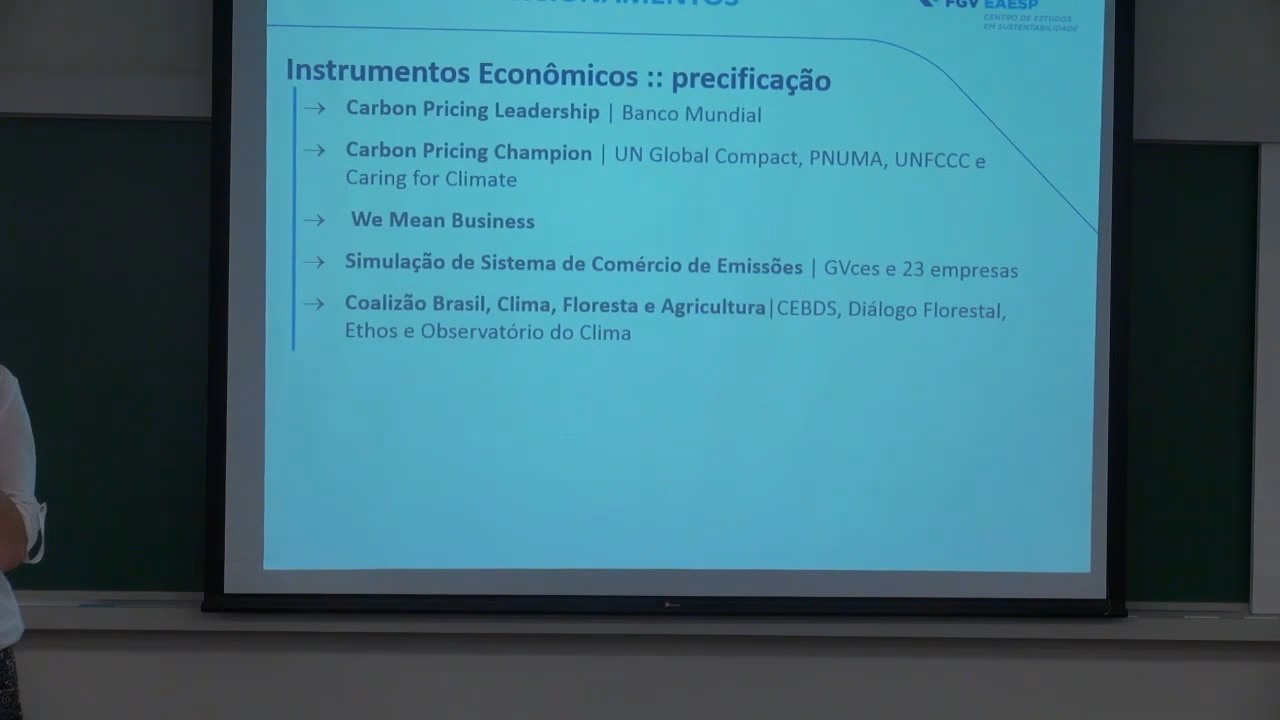 FGV EAESP
CENTRO DE ESTUDOS
EM SUSTENTABILIDADE
Instrumentos Econômicos :: precificação
→ Carbon Pricing Leadership | Banco Mundial
→ Carbon Pricing Champion | UN Global Compact, PNUMA, UNFCCC e
Caring for Climate
→ We Mean Business
→ Simulação de Sistema de Comércio de Emissões | GVces e 23 empresas
→ Coalizão Brasil, Clima, Floresta e Agricultura|CEBDS, Diálogo Florestal,
Ethos e Observatório do Clima